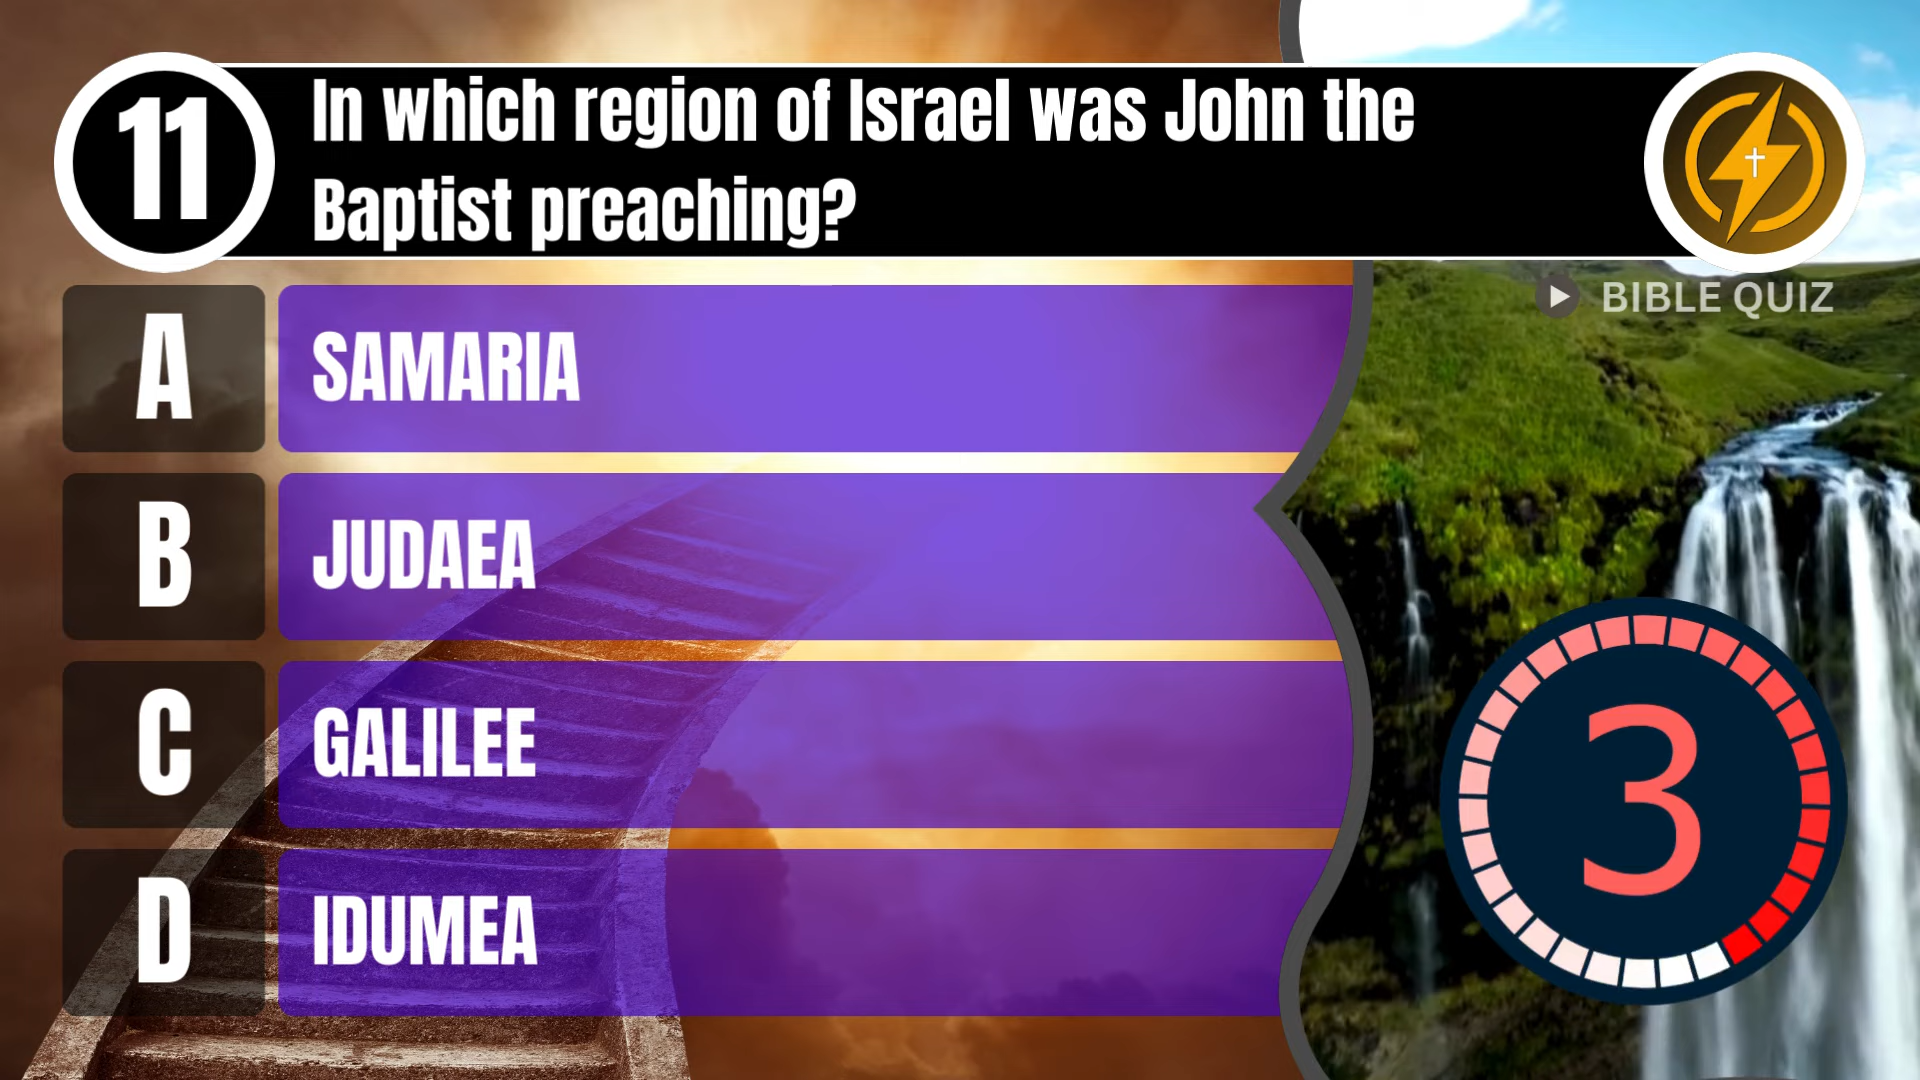 11
In which region of Israel was John the
Baptist preaching?
BIBLE QUIZ
A
SAMARIA
B
JUDAEA
C
GALILEE
D
IDUMEA
3